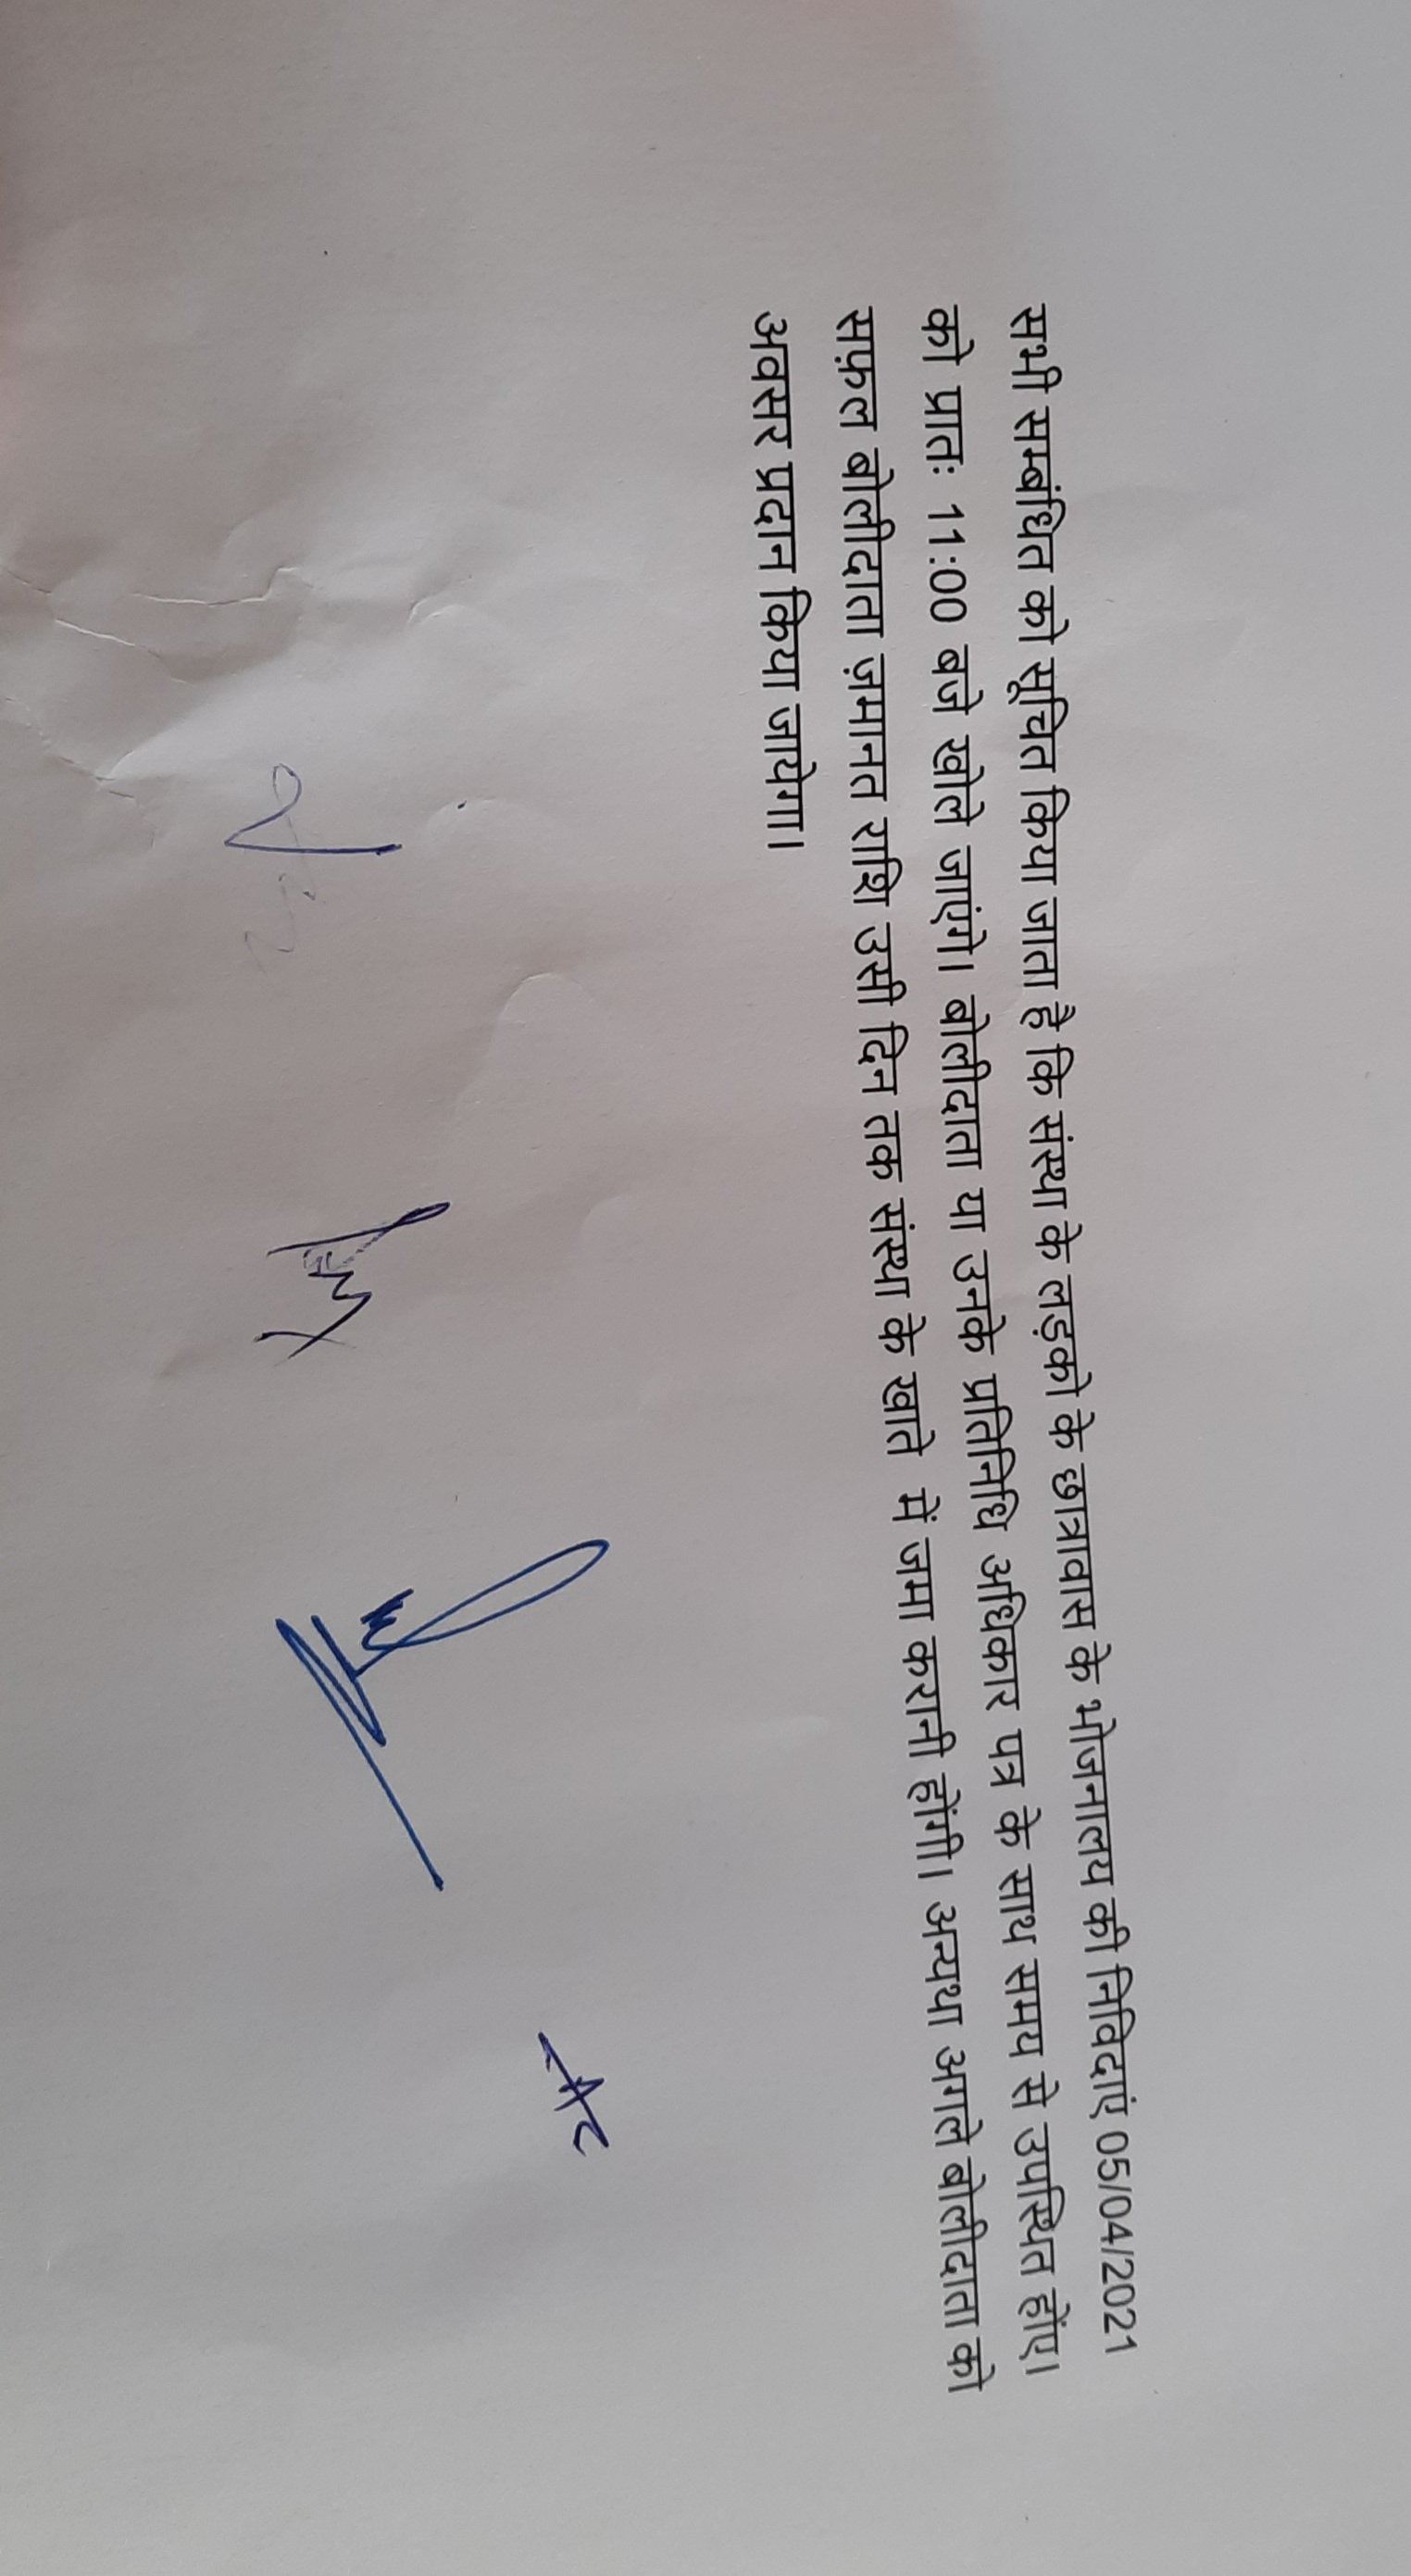 सभी सम्बंधित को सूचित किया जाता है कि संस्था के लड़को के छात्रावास के भोजनालय की निविदाएं 05/04/2021
को प्रातः 11:00 बजे खोले जाएंगे। बोलीदाता या उनके प्रतिनिधि अधिकार पत्र के साथ समय से उपस्थित होंए।
सफ़ल बोलीदाता ज़मानत राशि उसी दिन तक संस्था के खाते में जमा करानी होंगी। अन्यथा अगले बोलीदाता को
अवसर प्रदान किया जायेगा।